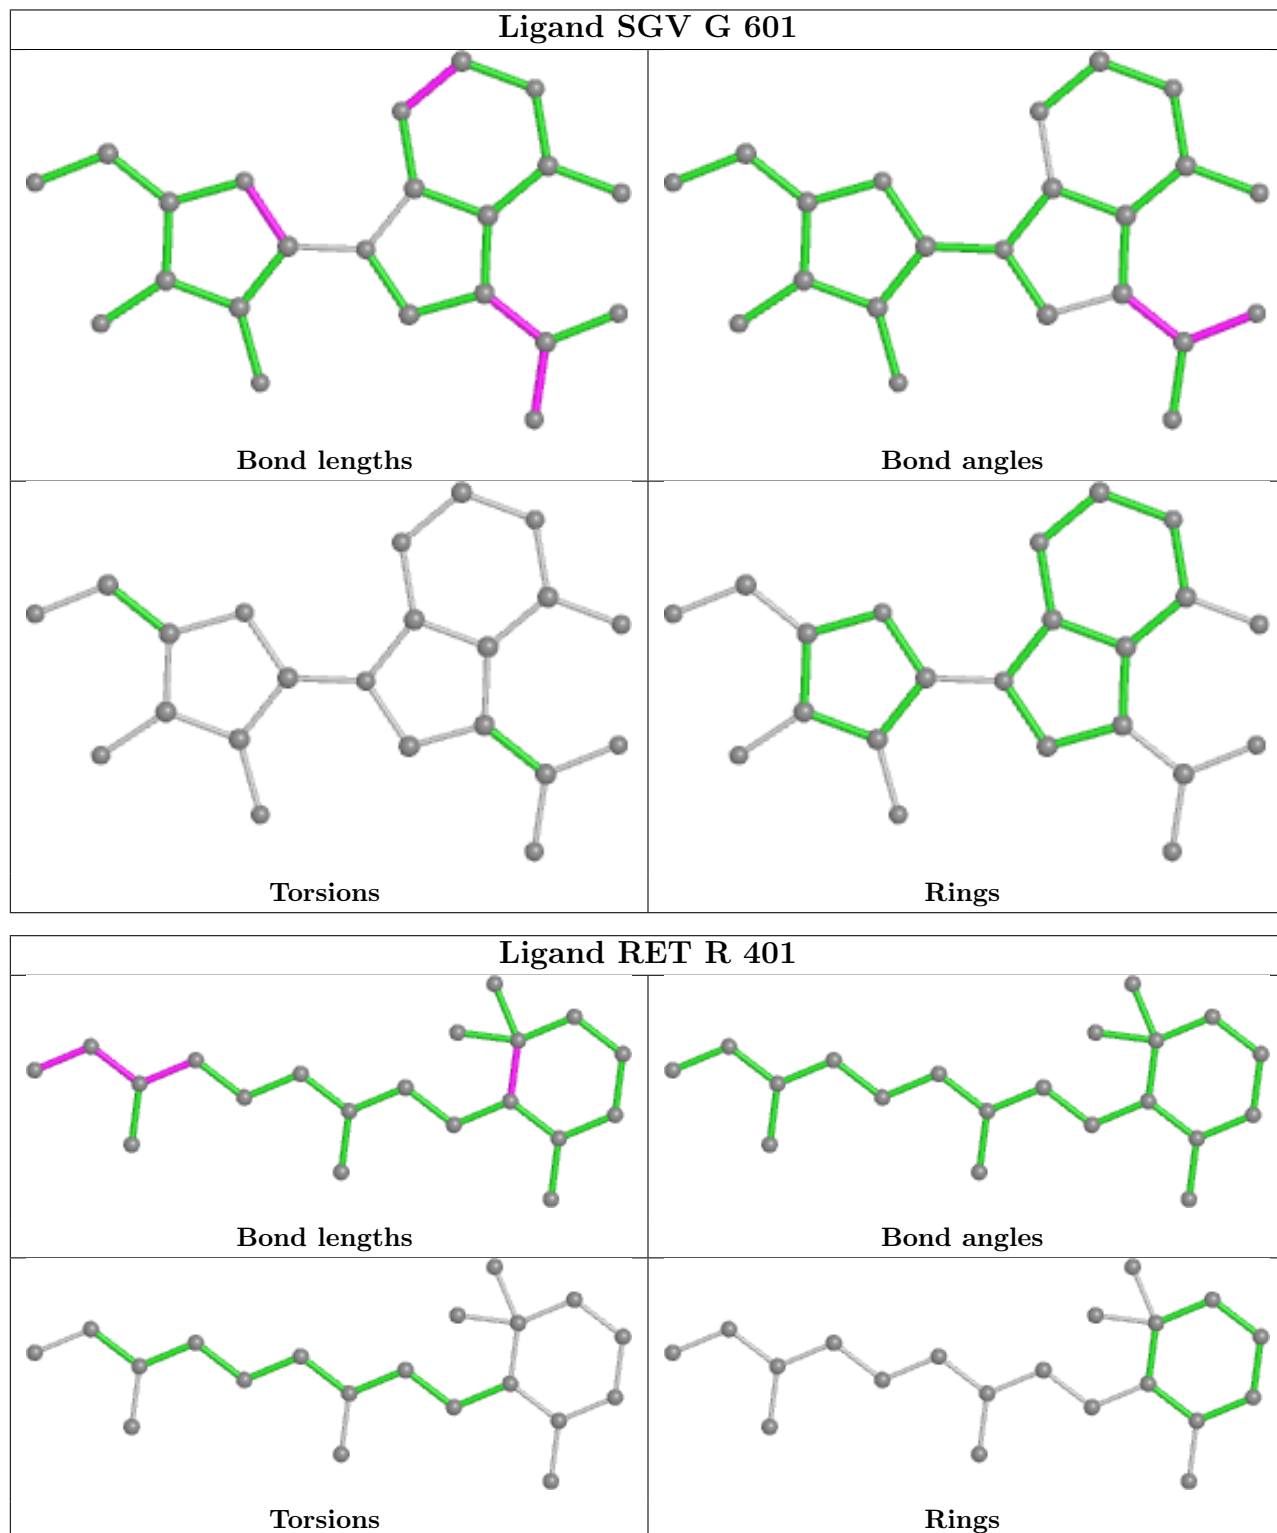 Ligand SGV G 601
Bond lengths
Bond angles
Torsions
Rings
Ligand RET R 401
Bond lengths
Bond angles
Torsions
Rings